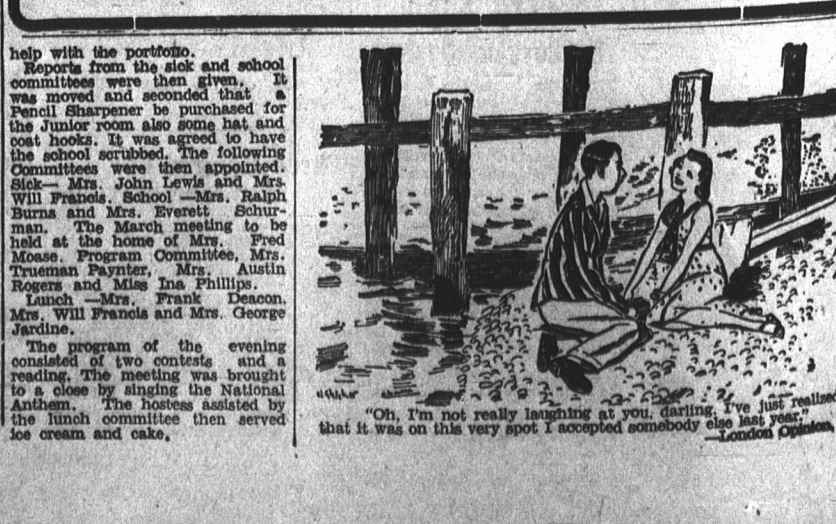 help with the portfolio.
Reports from the sick and school
committees were then given. It
was moved and seconded that a
Pencil Sharpener be purchased for
the Junior room also some hat and
coat hooks. It was agreed to have
the school scrubbed. The following
Committees were then appointed.
Sick— Mrs. John Lewis and Mrs.
Will Francis. School —Mrs. Ralph
Burns and Mrs. Everett Schur-
man. The March meeting to be
held at the home of Mrs. Fred
Moase. Program Committee, Mrs.
Trueman Paynter, Mrs. Austin
Rogers and Miss Ina Phillips.
Lunch —Mrs. Frank Deacon,
Mrs. Will Francis and Mrs. George
Jardine.
The program of the evening
consisted of two contests and a
reading. The meeting was brought
to a close by singing the National
Anthem. The hostess assisted by
the lunch committee then served
ice cream and cake.
"Oh, I'm not really laughing at you, darling, I've just realized
that it was on this very spot I accepted somebody else last year."
—London Opinion.